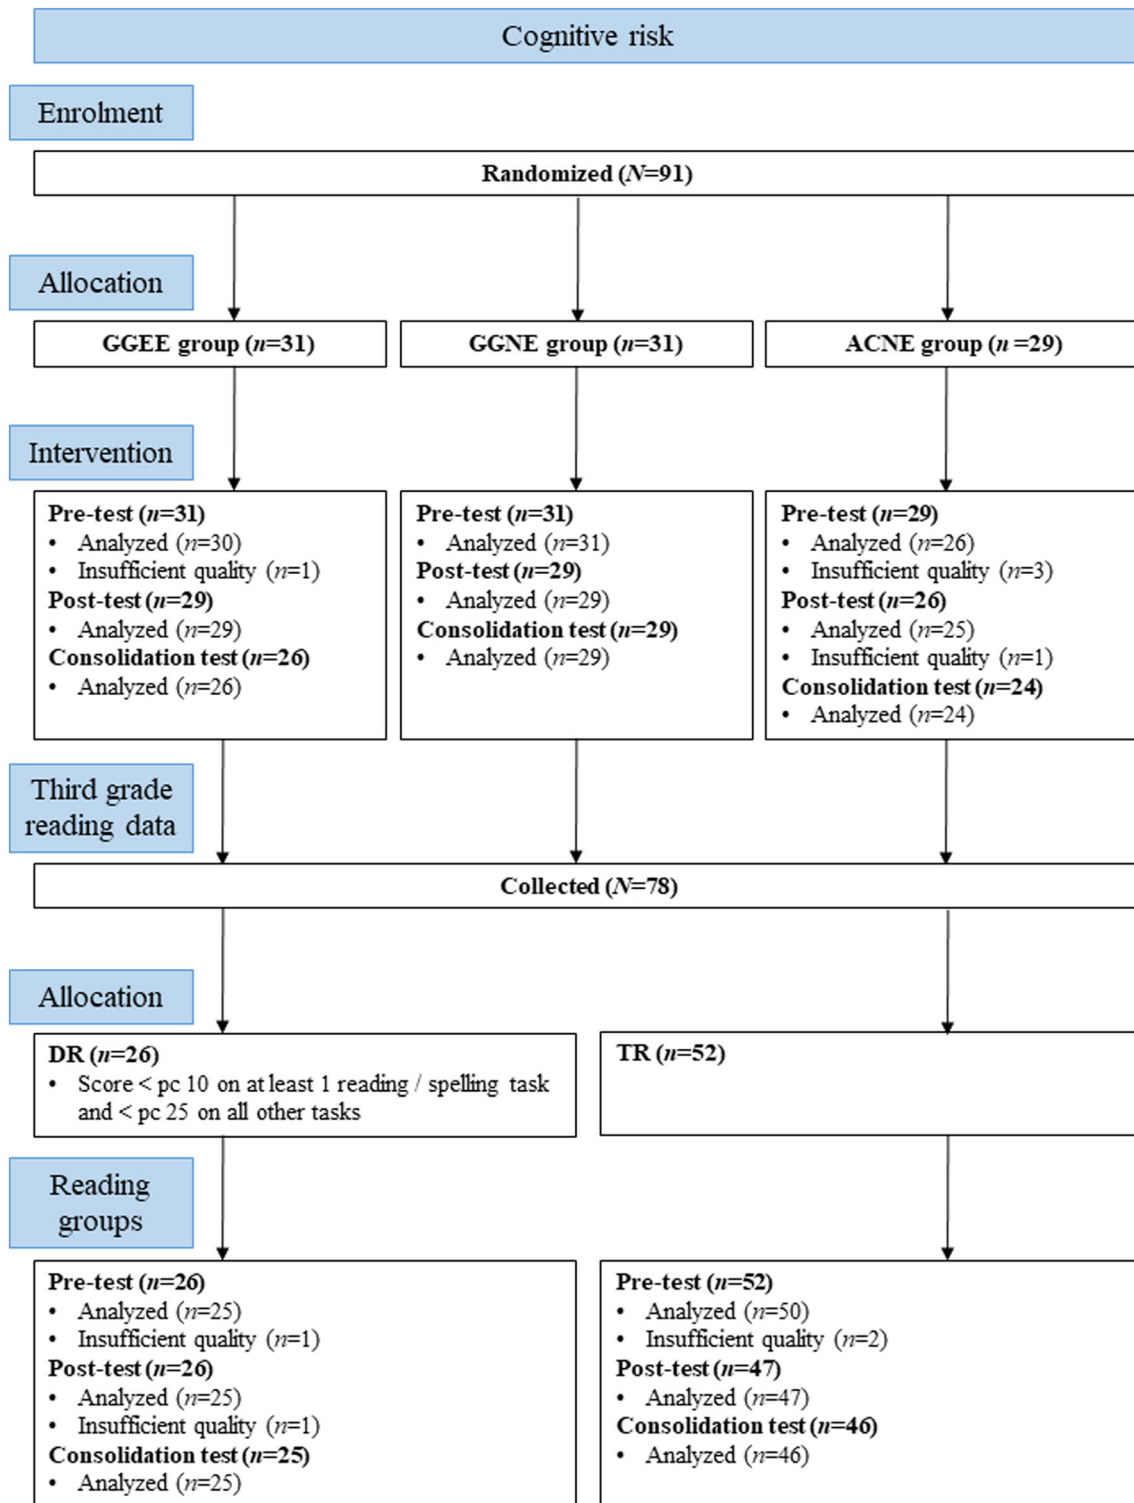 Cognitive risk
Enrolment
Randomized (N=91)
Allocation
GGEE group (n=31)
GGNE group (n=31)
ACNE group (n =29)
Intervention
Pre-test (n=31)
• Analyzed (n=30)
• Insufficient quality (n=1)
Post-test (n=29)
• Analyzed (n=29)
Consolidation test (n=26)
• Analyzed (n=26)
Pre-test (n=31)
• Analyzed (n=31)
Post-test (n=29)
• Analyzed (n=29)
Consolidation test (n=29)
• Analyzed (n=29)
Pre-test (n=29)
• Analyzed (n=26)
• Insufficient quality (n=3)
Post-test (n=26)
• Analyzed (n=25)
• Insufficient quality (n=1)
Consolidation test (n=24)
• Analyzed (n=24)
Third grade
reading data
Collected (N=78)
Allocation
DR (n=26)
• Score < pc 10 on at least 1 reading / spelling task
and < pc 25 on all other tasks
TR (n=52)
Reading
groups
Pre-test (n=26)
• Analyzed (n=25)
• Insufficient quality (n=1)
Post-test (n=26)
• Analyzed (n=25)
• Insufficient quality (n=1)
Consolidation test (n=25)
• Analyzed (n=25)
Pre-test (n=52)
• Analyzed (n=50)
• Insufficient quality (n=2)
Post-test (n=47)
• Analyzed (n=47)
Consolidation test (n=46)
• Analyzed (n=46)